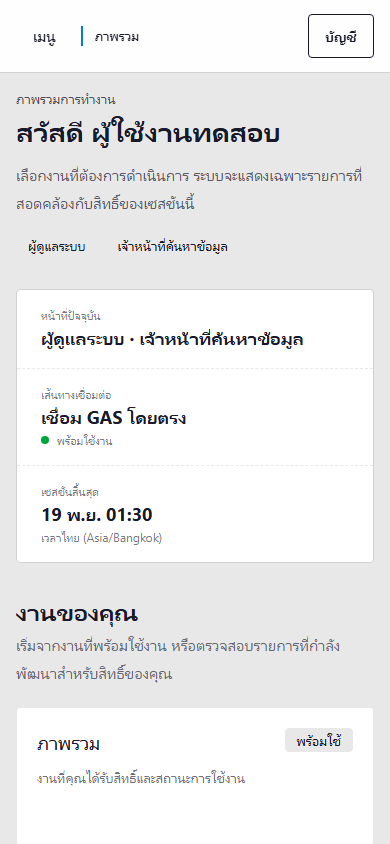 เมนู
ภาพรวม
บัญชี
ภาพรวมการทำงาน
สวัสดี ผู้ใช้งานทดสอบ
เลือกงานที่ต้องการดำเนินการ ระบบจะแสดงเฉพาะรายการที่
สอดคล้องกับสิทธิ์ของเซสชันนี้
ผู้ดูแลระบบ
เจ้าหน้าที่ค้นหาข้อมูล
หน้าที่ปัจจุบัน
ผู้ดูแลระบบ · เจ้าหน้าที่ค้นหาข้อมูล
เส้นทางเชื่อมต่อ
เชื่อม GAS โดยตรง
พร้อมใช้งาน
เซสชันสิ้นสุด
19 พ.ย. 01:30
เวลาไทย (Asia/Bangkok)
งานของคุณ
เริ่มจากงานที่พร้อมใช้งาน หรือตรวจสอบรายการที่กำลัง
พัฒนาสำหรับสิทธิ์ของคุณ
ภาพรวม
พร้อมใช้
งานที่คุณได้รับสิทธิ์และสถานะการใช้งาน